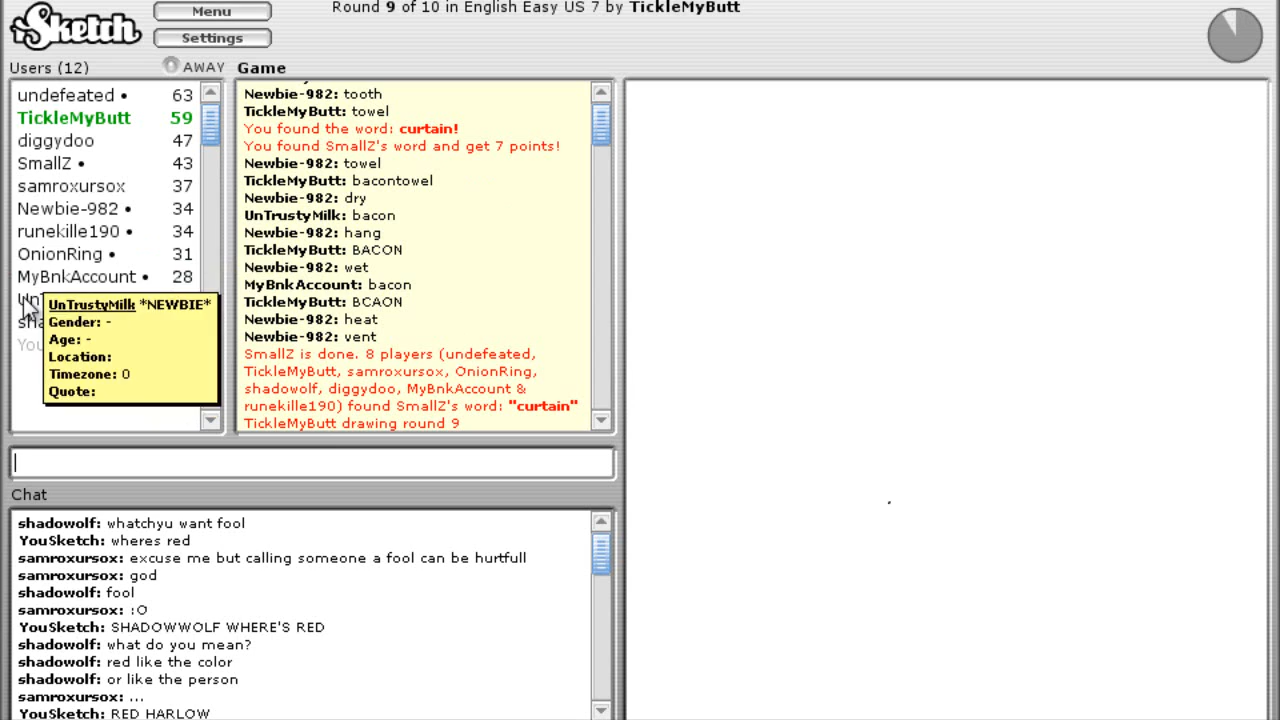 iSketch
Menu
Settings
Round 9 of 10 in English Easy US 7 by TickleMyButt
Users (12)
AWAY
Game
undefeated • 63
TickleMyButt 59
diggydoo 47
SmallZ • 43
samroxursox 37
Newbie-982 • 34
runekille190 • 34
OnionRing • 31
MyBnkAccount • 28
UnT
sha
You
UnTrustyMilk *NEWBIE*
Gender: -
Age: -
Location:
Timezone: 0
Quote:
Newbie-982: tooth
TickleMyButt: towel
You found the word: curtain!
You found SmallZ's word and get 7 points!
Newbie-982: towel
TickleMyButt: bacontowel
Newbie-982: dry
UnTrustyMilk: bacon
Newbie-982: hang
TickleMyButt: BACON
Newbie-982: wet
MyBnkAccount: bacon
TickleMyButt: BCAON
Newbie-982: heat
Newbie-982: vent
SmallZ is done. 8 players (undefeated,
TickleMyButt, samroxursox, OnionRing,
shadowolf, diggydoo, MyBnkAccount &
runekille190) found SmallZ's word: "curtain"
TickleMyButt drawing round 9
Chat
shadowolf: whatchyu want fool
YouSketch: wheres red
samroxursox: excuse me but calling someone a fool can be hurtfull
samroxursox: god
shadowolf: fool
samroxursox: :O
YouSketch: SHADOWWOLF WHERE'S RED
shadowolf: what do you mean?
shadowolf: red like the color
shadowolf: or like the person
samroxursox: ...
YouSketch: RED HARLOW